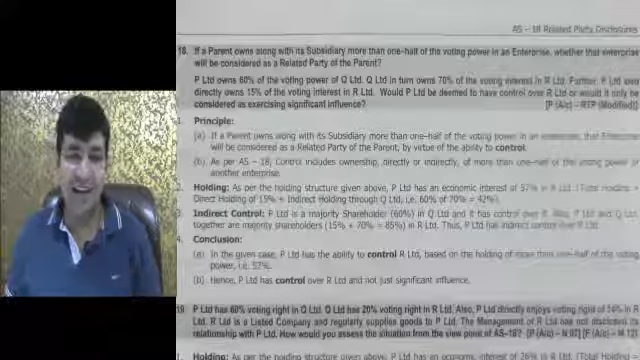 AS - 18 Related Party Disclosures
18. If a Parent owns along with its Subsidiary more than one-half of the voting power in an Enterprise, whether that enterprise
will be considered as a Related Party of the Parent?
P Ltd owns 60% of the voting power of Q Ltd. Q Ltd in turn owns 70% of the voting interest in R Ltd. Further, P Ltd also
directly owns 15% of the voting interest in R Ltd. Would P Ltd be deemed to have control over R Ltd or would it only be
considered as exercising significant influence? [P (A/c) – RTP (Modified)]
Principle:
(a) If a Parent owns along with its Subsidiary more than one-half of the voting power in an enterprise, that Enterprise
will be considered as a Related Party of the Parent, by virtue of the ability to control.
(b) As per AS – 18, Control includes ownership, directly or indirectly, of more than one-half of the voting power of
another enterprise.
2. Holding: As per the holding structure given above, P Ltd has an economic interest of 57% in R Ltd. (Total Holding =
Direct Holding of 15% + Indirect Holding through Q Ltd, i.e. 60% of 70% = 42%).
3. Indirect Control: P Ltd is a majority Shareholder (60%) in Q Ltd and it has control over it. Also, P Ltd and Q Ltd
together are majority shareholders (15% + 70% = 85%) in R Ltd. Thus, P Ltd has indirect control over R Ltd.
4. Conclusion:
(a) In the given case, P Ltd has the ability to control R Ltd, based on the holding of more than one-half of the voting
power, i.e. 57%.
(b) Hence, P Ltd has control over R Ltd and not just significant influence.
19 P Ltd has 60% voting right in Q Ltd. Q Ltd has 20% voting right in R Ltd. Also, P Ltd directly enjoys voting right of 14% in
R Ltd. R Ltd is a Listed Company and regularly supplies goods to P Ltd. The Management of R Ltd has not disclosed its
relationship with P Ltd. How would you assess the situation from the view point of AS-18? [P (A/c) – N 07] [F (A/c) – M 12]
1. Holding: As per the holding structure given above, P Ltd has an economic interest of 26% in R Ltd. (Total Holding